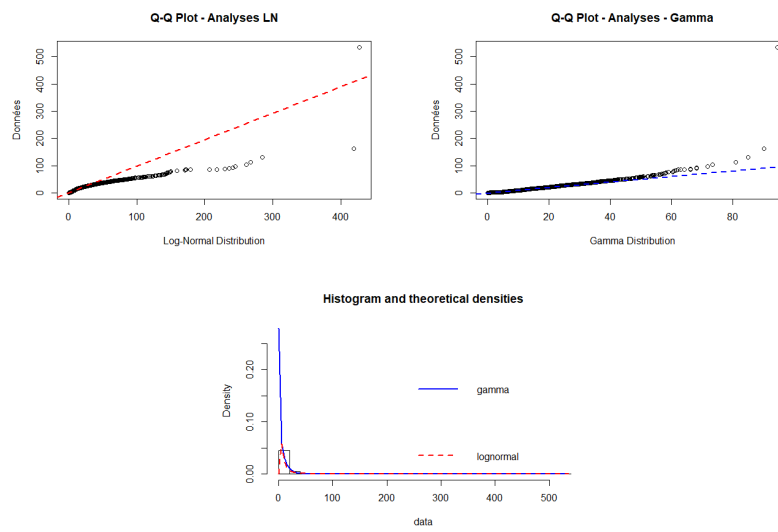 Q-Q Plot - Analyses LN
Données
0 100 200 300 400 500
0 100 200 300 400
Log-Normal Distribution
Q-Q Plot - Analyses - Gamma
Données
0 100 200 300 400 500
0 20 40 60 80
Gamma Distribution
Histogram and theoretical densities
Density
0.00 0.10 0.20
gamma
lognormal
0 100 200 300 400 500
data